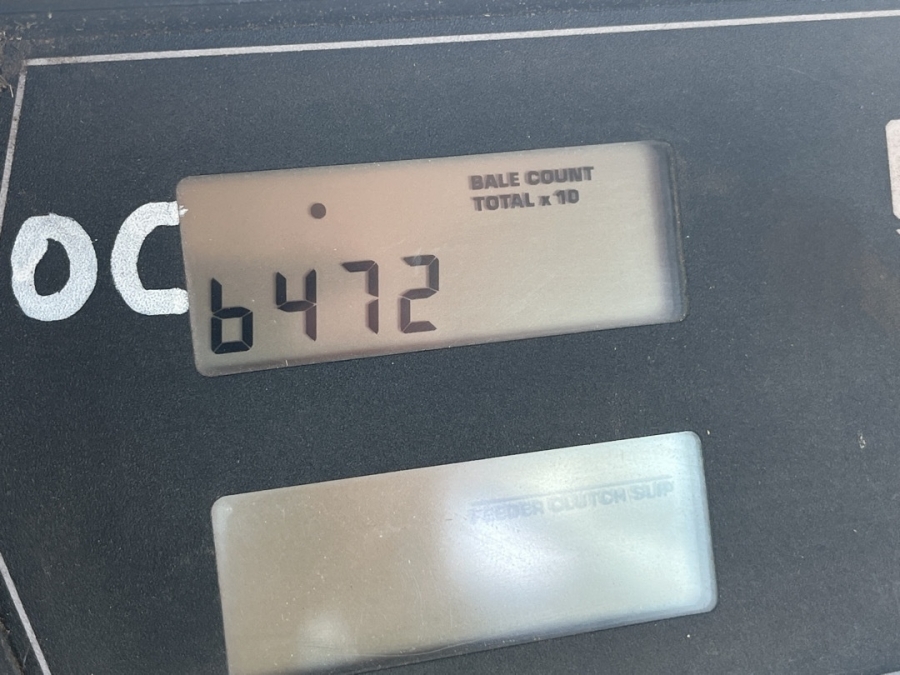 OC
BALE COUNT
TOTAL x 10
6472
FEEDER CLUTCH SLIP